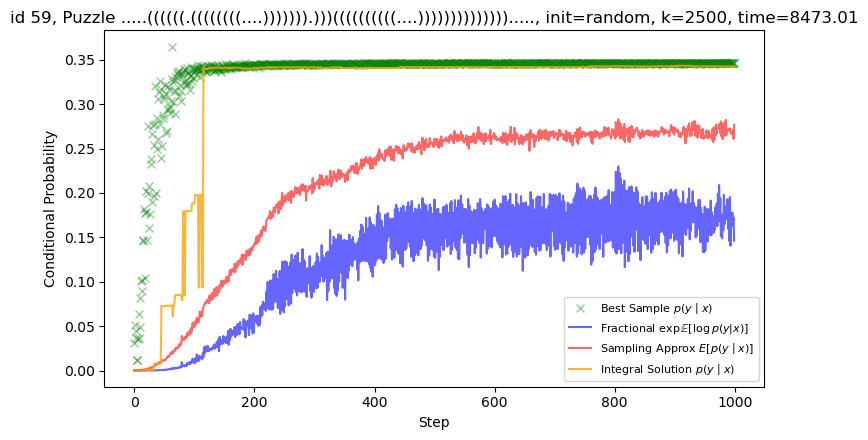 id 59, Puzzle .....((((((.((((((((....))))))).)))((((((((((....)))))))))))))))....., init=random, k=2500, time=8473.01
Conditional Probability
0.35
0.30
0.25
0.20
0.15
0.10
0.05
0.00
Best Sample p(y | x)
Fractional exp𝔼[log p(y|x)]
Sampling Approx E[p(y | x)]
Integral Solution p(y | x)
0
200
400
600
800
1000
Step